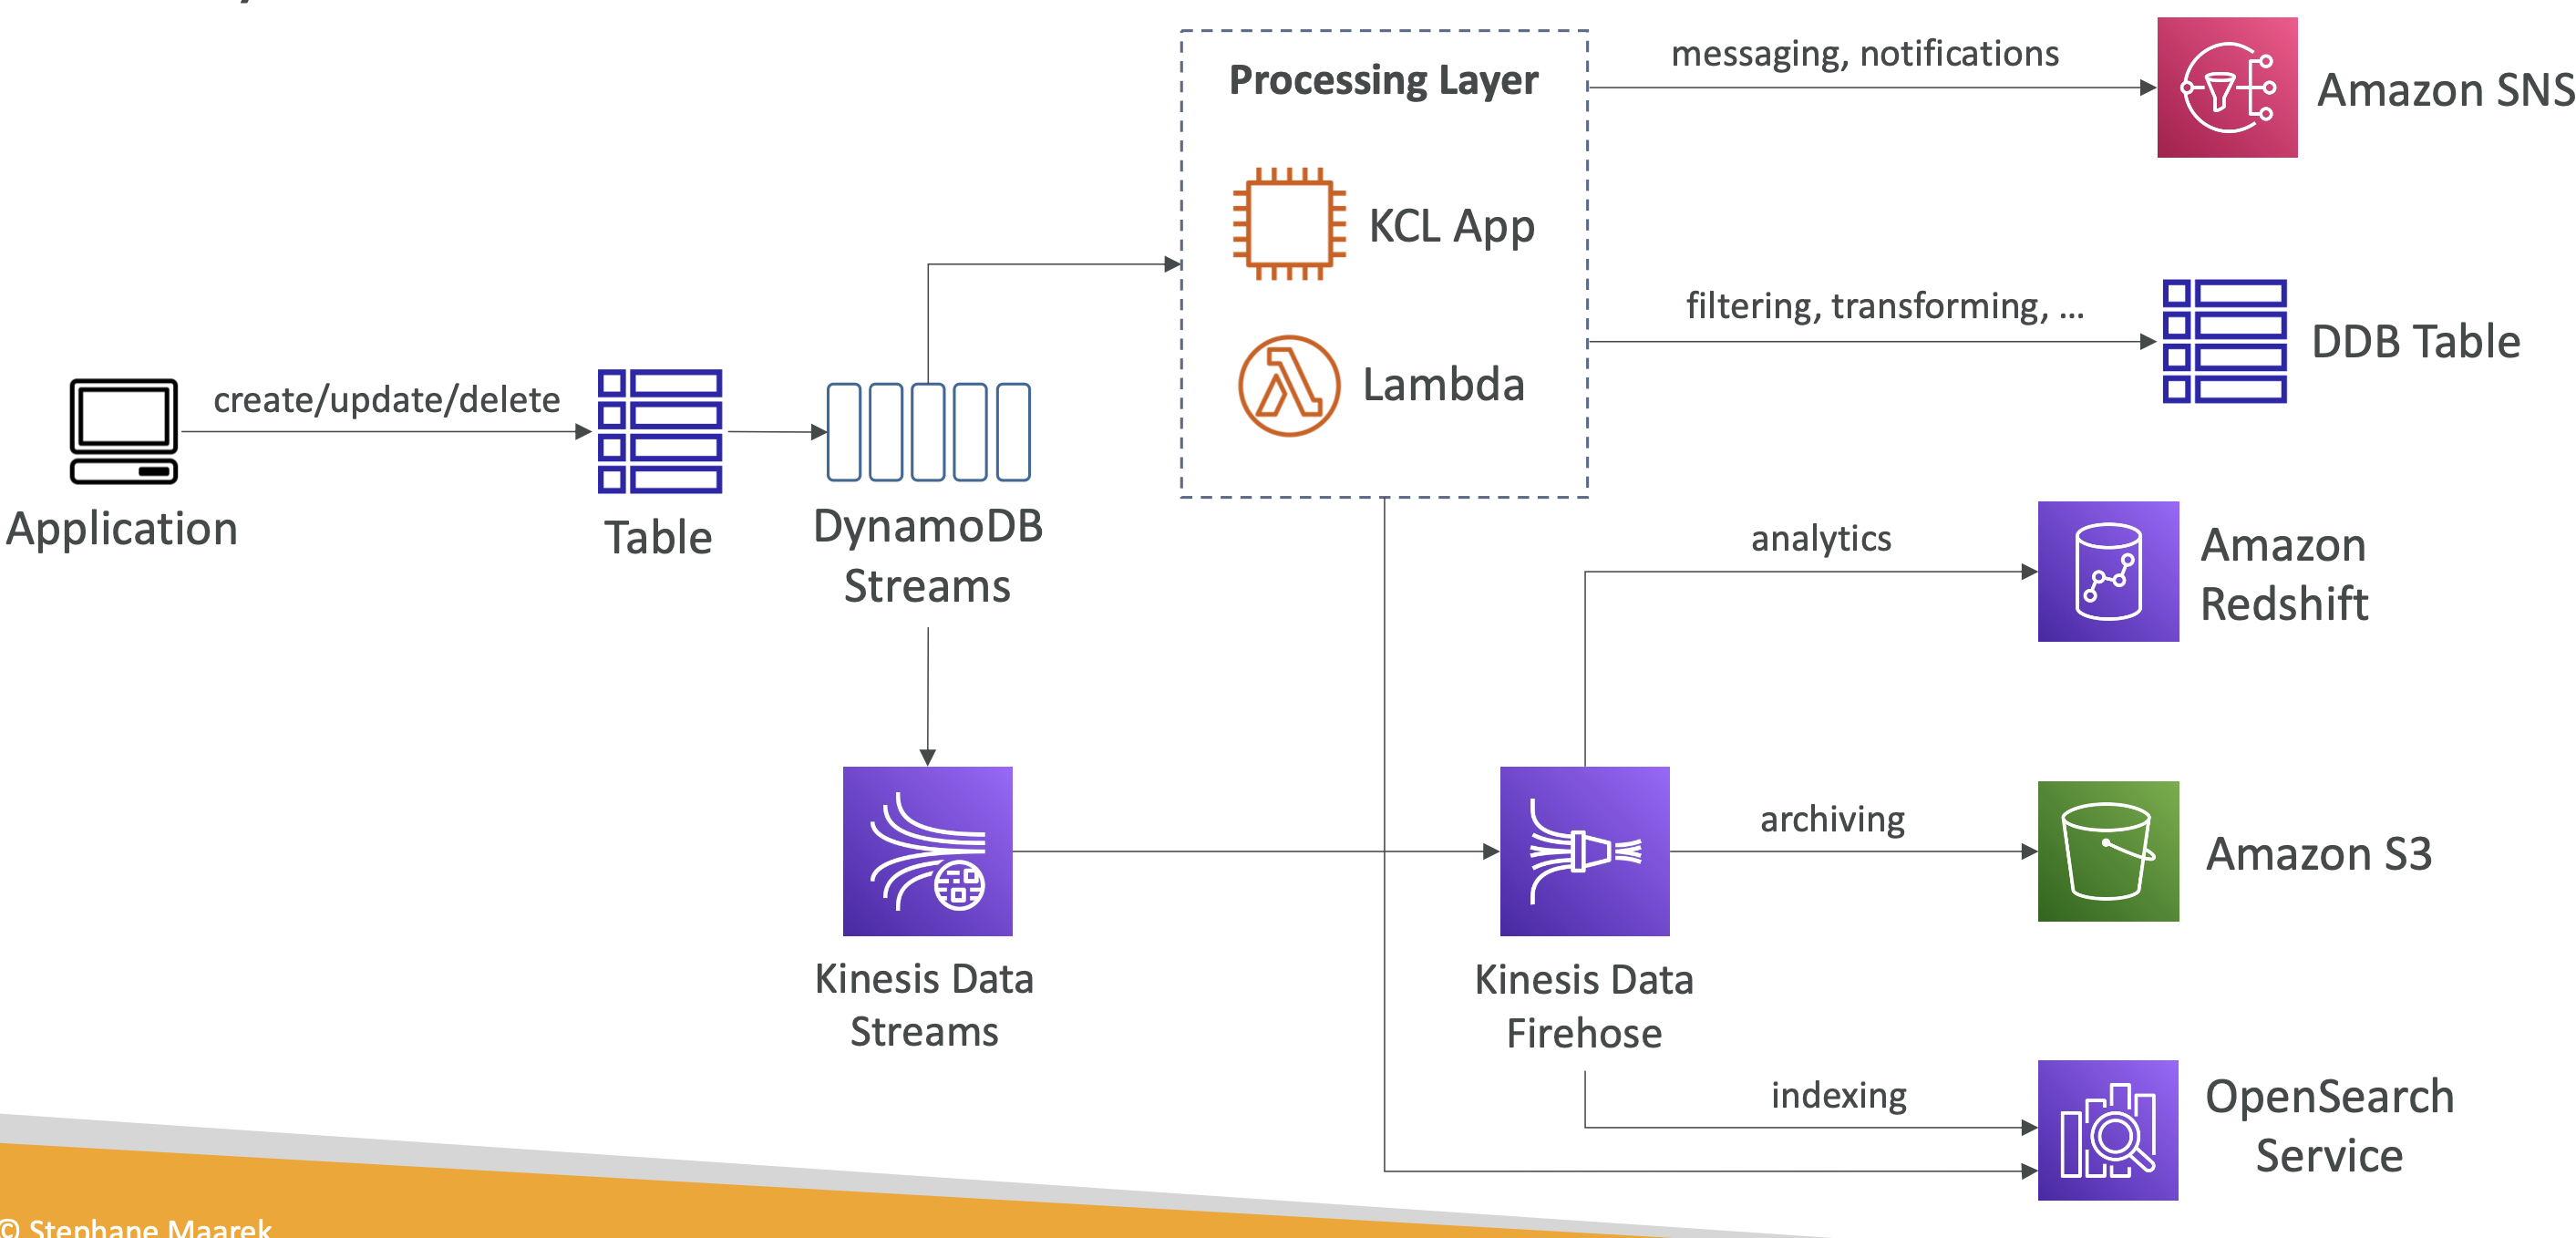 Processing Layer
KCL App
Lambda
messaging, notifications
Amazon SNS
filtering, transforming, ...
DDB Table
create/update/delete
Application
Table
DynamoDB
Streams
analytics
Amazon
Redshift
Kinesis Data
Streams
Kinesis Data
Firehose
archiving
Amazon S3
indexing
OpenSearch
Service
© Stephane Maarek